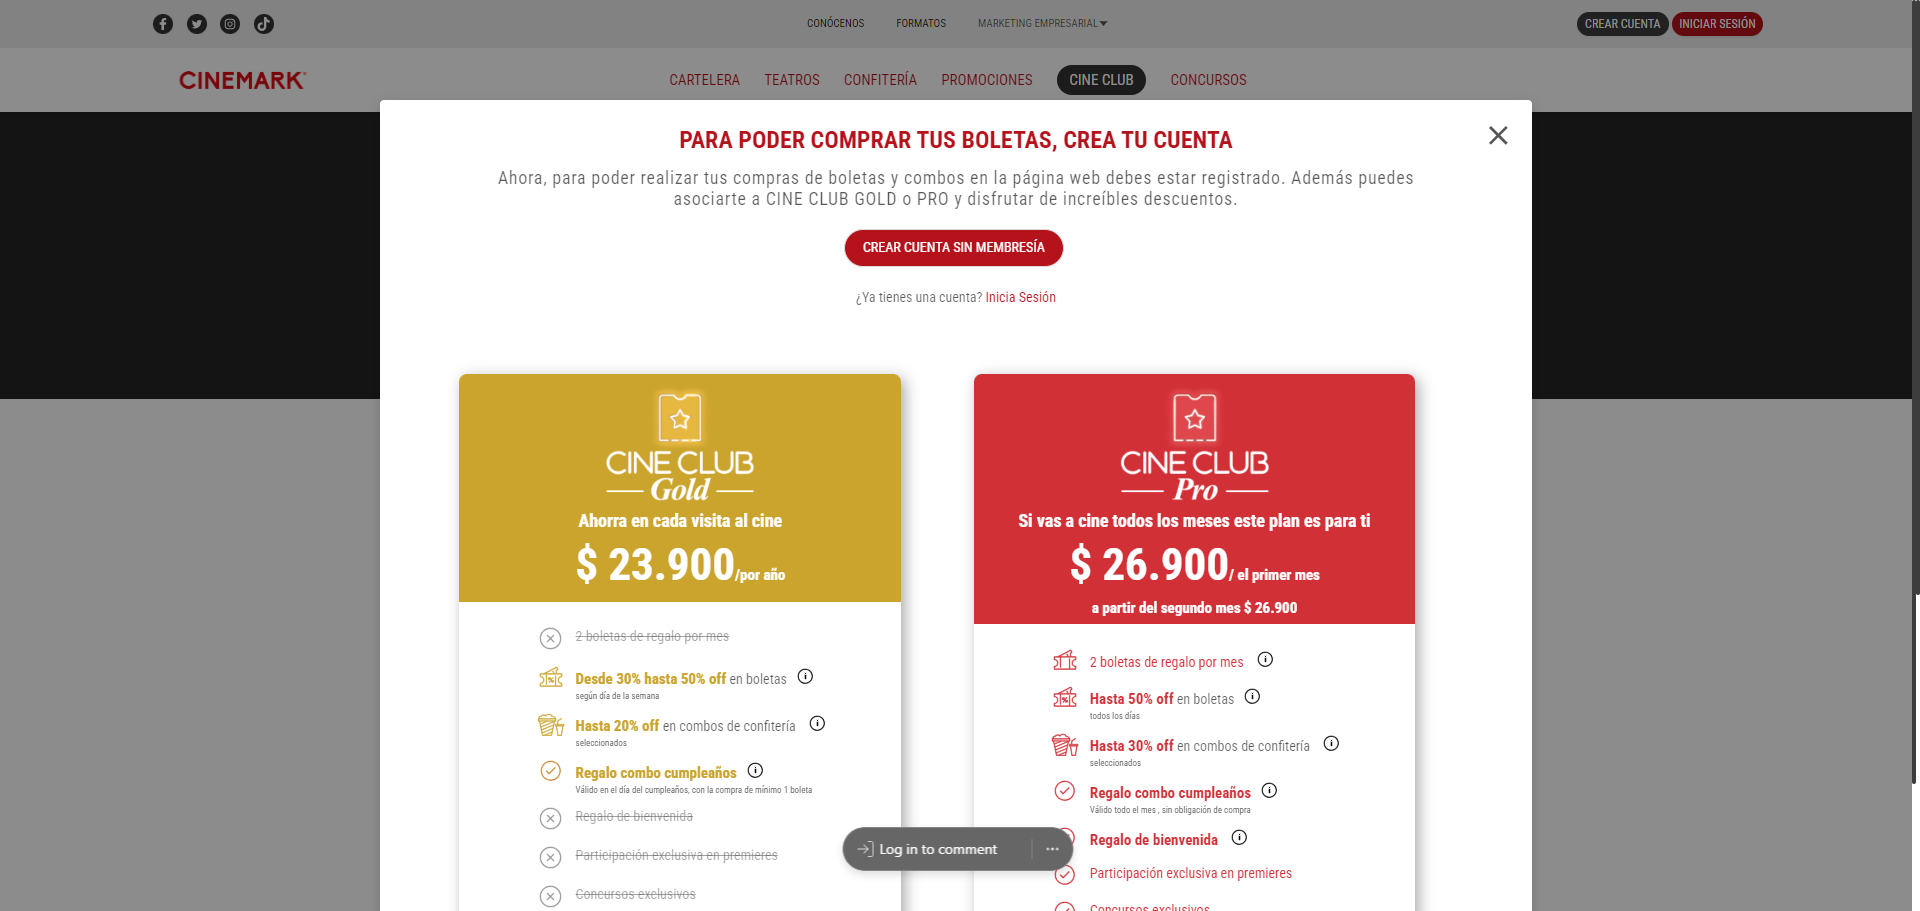 CONÓCENOS FORMATOS MARKETING EMPRESARIAL CREAR CUENTA INICIAR SESIÓN
CINEMARK CARTELERA TEATROS CONFITERÍA PROMOCIONES CINE CLUB CONCURSOS
PARA PODER COMPRAR TUS BOLETAS, CREA TU CUENTA
Ahora, para poder realizar tus compras de boletas y combos en la página web debes estar registrado. Además puedes
asociarte a CINE CLUB GOLD o PRO y disfrutar de increíbles descuentos.
CREAR CUENTA SIN MEMBRESÍA
¿Ya tienes una cuenta? Inicia Sesión
CINE CLUB
Gold
Ahorra en cada visita al cine
$ 23.900/por año
2 boletas de regalo por mes
Desde 30% hasta 50% off en boletas
según día de la semana
Hasta 20% off en combos de confitería
seleccionados
Regalo combo cumpleaños
Válido en el día del cumpleaños, con la compra de mínimo 1 boleta
Regalo de bienvenida
Participación exclusiva en premieres
Concursos exclusivos
CINE CLUB
Pro
Si vas a cine todos los meses este plan es para ti
$ 26.900/ el primer mes
a partir del segundo mes $ 26.900
2 boletas de regalo por mes
Hasta 50% off en boletas
todos los días
Hasta 30% off en combos de confitería
seleccionados
Regalo combo cumpleaños
Válido todo el mes , sin obligación de compra
Regalo de bienvenida
Participación exclusiva en premieres
Concursos exclusivos
Log in to comment